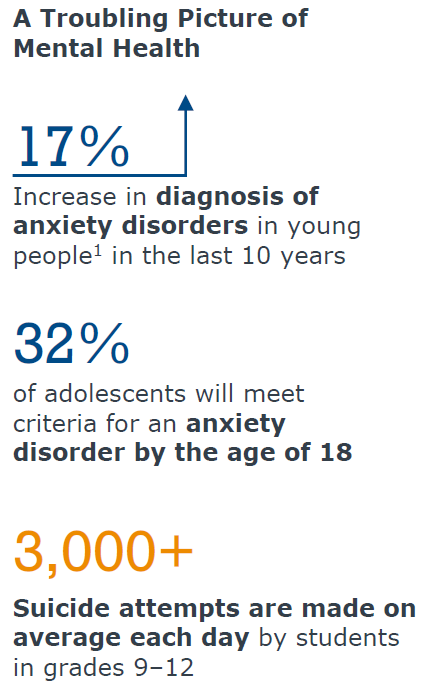 A Troubling Picture of
Mental Health
17%
Increase in diagnosis of
anxiety disorders in young
people¹ in the last 10 years
32%
of adolescents will meet
criteria for an anxiety
disorder by the age of 18
3,000+
Suicide attempts are made on
average each day by students
in grades 9–12